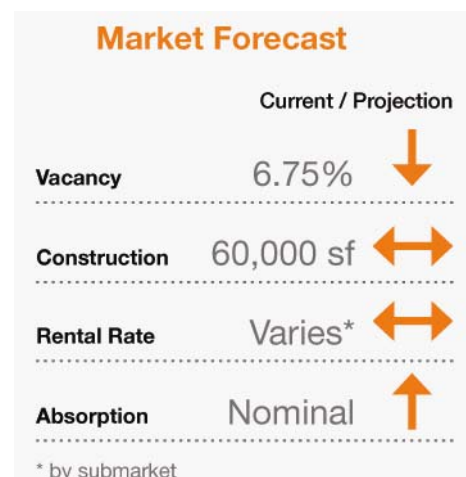 Market Forecast
Current / Projection
Vacancy 6.75%
Construction 60,000 sf
Rental Rate Varies*
Absorption Nominal
* by submarket